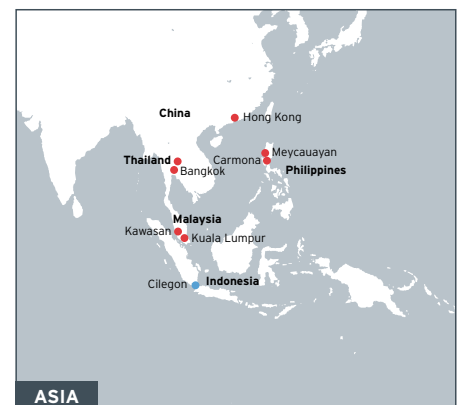 China
Hong Kong
Meycauayan
Thailand
Carmona
Bangkok
Philippines
Malaysia
Kawasan
Kuala Lumpur
Cilegon
Indonesia
ASIA